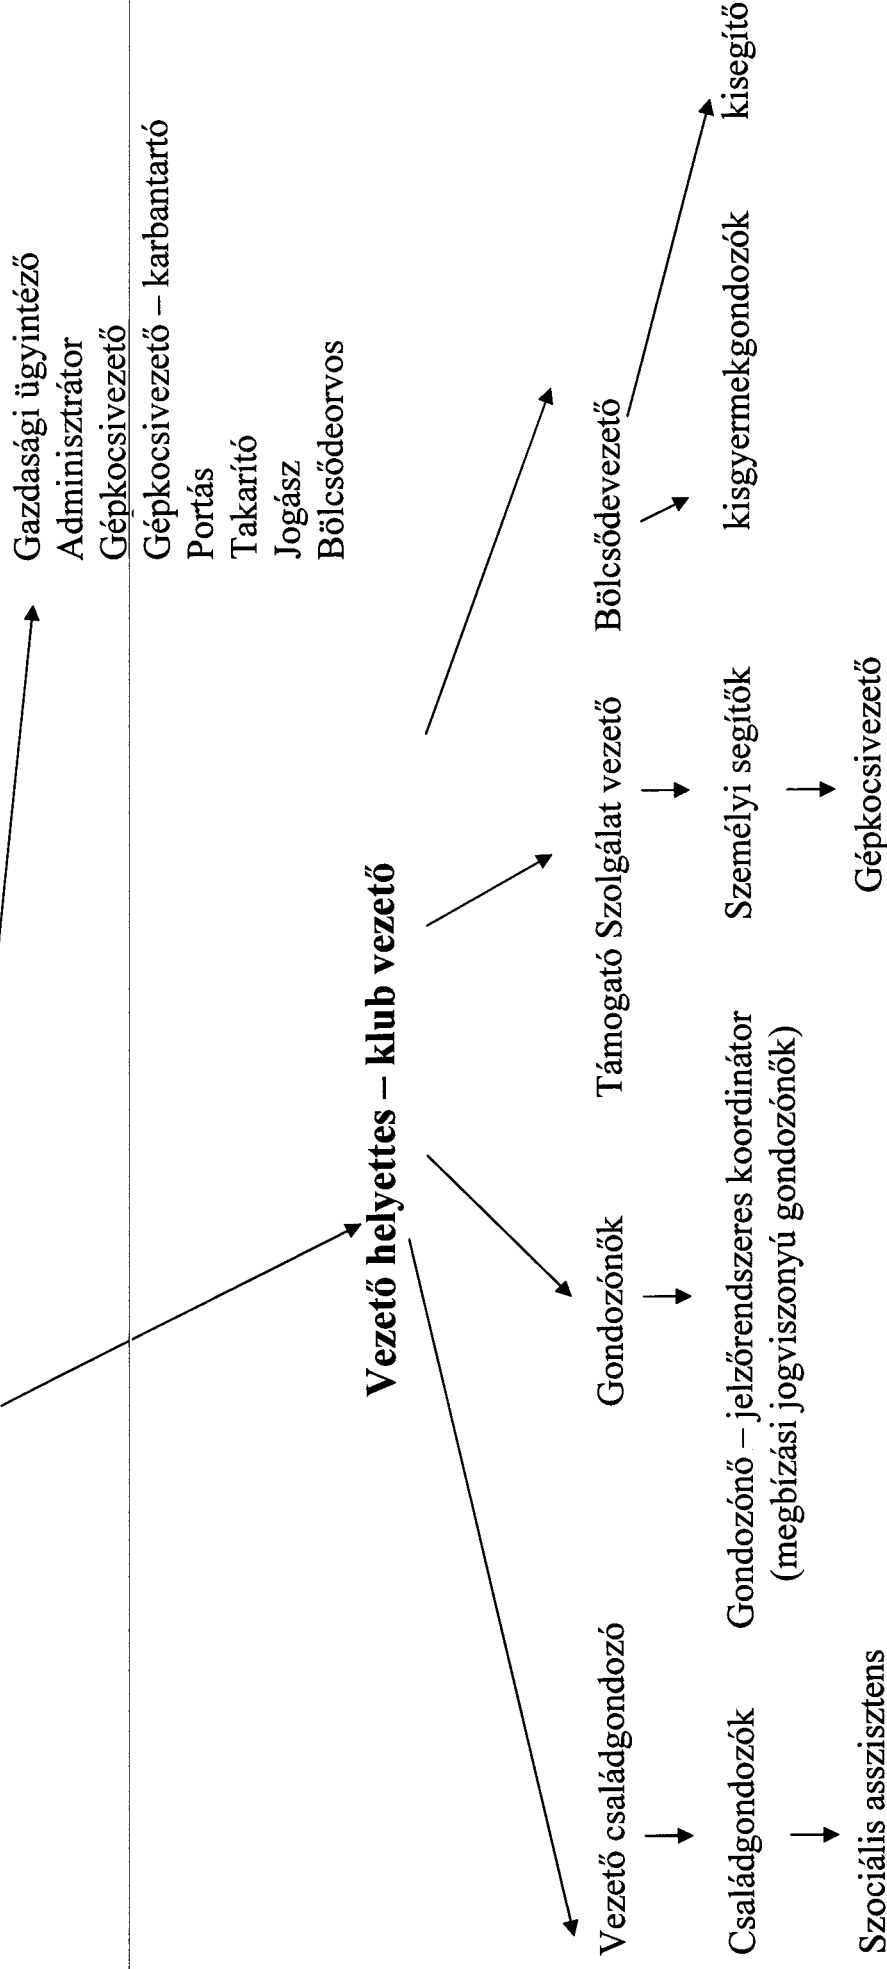 Gazdasági ügyintéző
Adminisztrátor
Gépkocsivezető
Gépkocsivezető – karbantartó
Portás
Takarító
Jogász
Bölcsődeorvos
Vezető helyettes – klub vezető
Vezető családgondozó
Gondozónők
Támogató Szolgálat vezető
Bölcsődevezető
Családgondozók
Gondozónő – jelzőrendszeres koordinátor
(megbízási jogviszonyú gondozónők)
Személyi segítők
kisgyermekgondozók
kisegítő
Szociális asszisztens
Gépkocsivezető